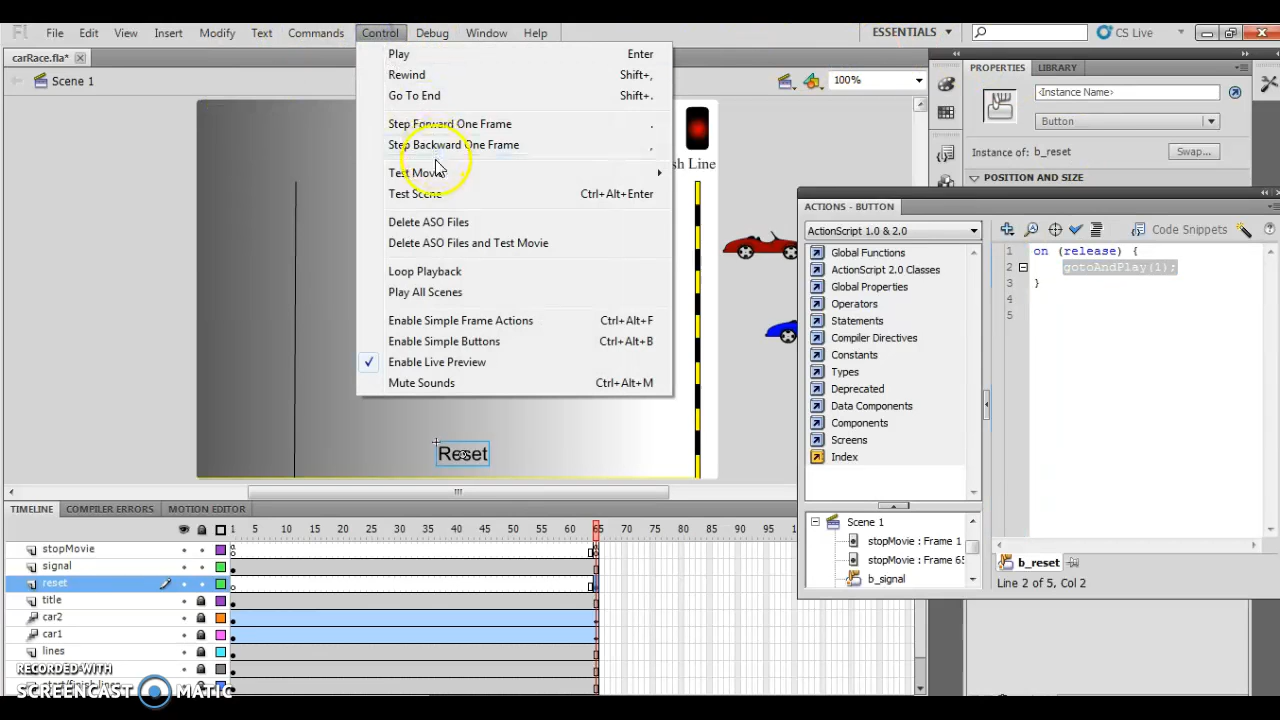 Fl File Edit View Insert Modify Text Commands Control Debug Window Help ESSENTIALS CS Live
carRace.fla*
Scene 1
100%
Play Enter
Rewind Shift+,
Go To End Shift+.
Step Forward One Frame .
Step Backward One Frame ,
Test Movie
Test Scene Ctrl+Alt+Enter
Delete ASO Files
Delete ASO Files and Test Movie
Loop Playback
Play All Scenes
Enable Simple Frame Actions Ctrl+Alt+F
Enable Simple Buttons Ctrl+Alt+B
Enable Live Preview
Mute Sounds Ctrl+Alt+M
sh Line
Reset
PROPERTIES LIBRARY
<Instance Name>
Button
Instance of: b_reset Swap...
POSITION AND SIZE
ACTIONS - BUTTON
ActionScript 1.0 & 2.0
Code Snippets
Global Functions
ActionScript 2.0 Classes
Global Properties
Operators
Statements
Compiler Directives
Constants
Types
Deprecated
Data Components
Components
Screens
Index
1 on (release) {
2 gotoAndPlay(1);
3 }
4
5
Scene 1
stopMovie : Frame 1
stopMovie : Frame 65
b_signal
b_reset
Line 2 of 5, Col 2
TIMELINE COMPILER ERRORS MOTION EDITOR
1 5 10 15 20 25 30 35 40 45 50 55 60 65 70 75 80 85 90 95
stopMovie
signal
reset
title
car2
car1
lines
RECORDED WITH
SCREENCAST MATIC